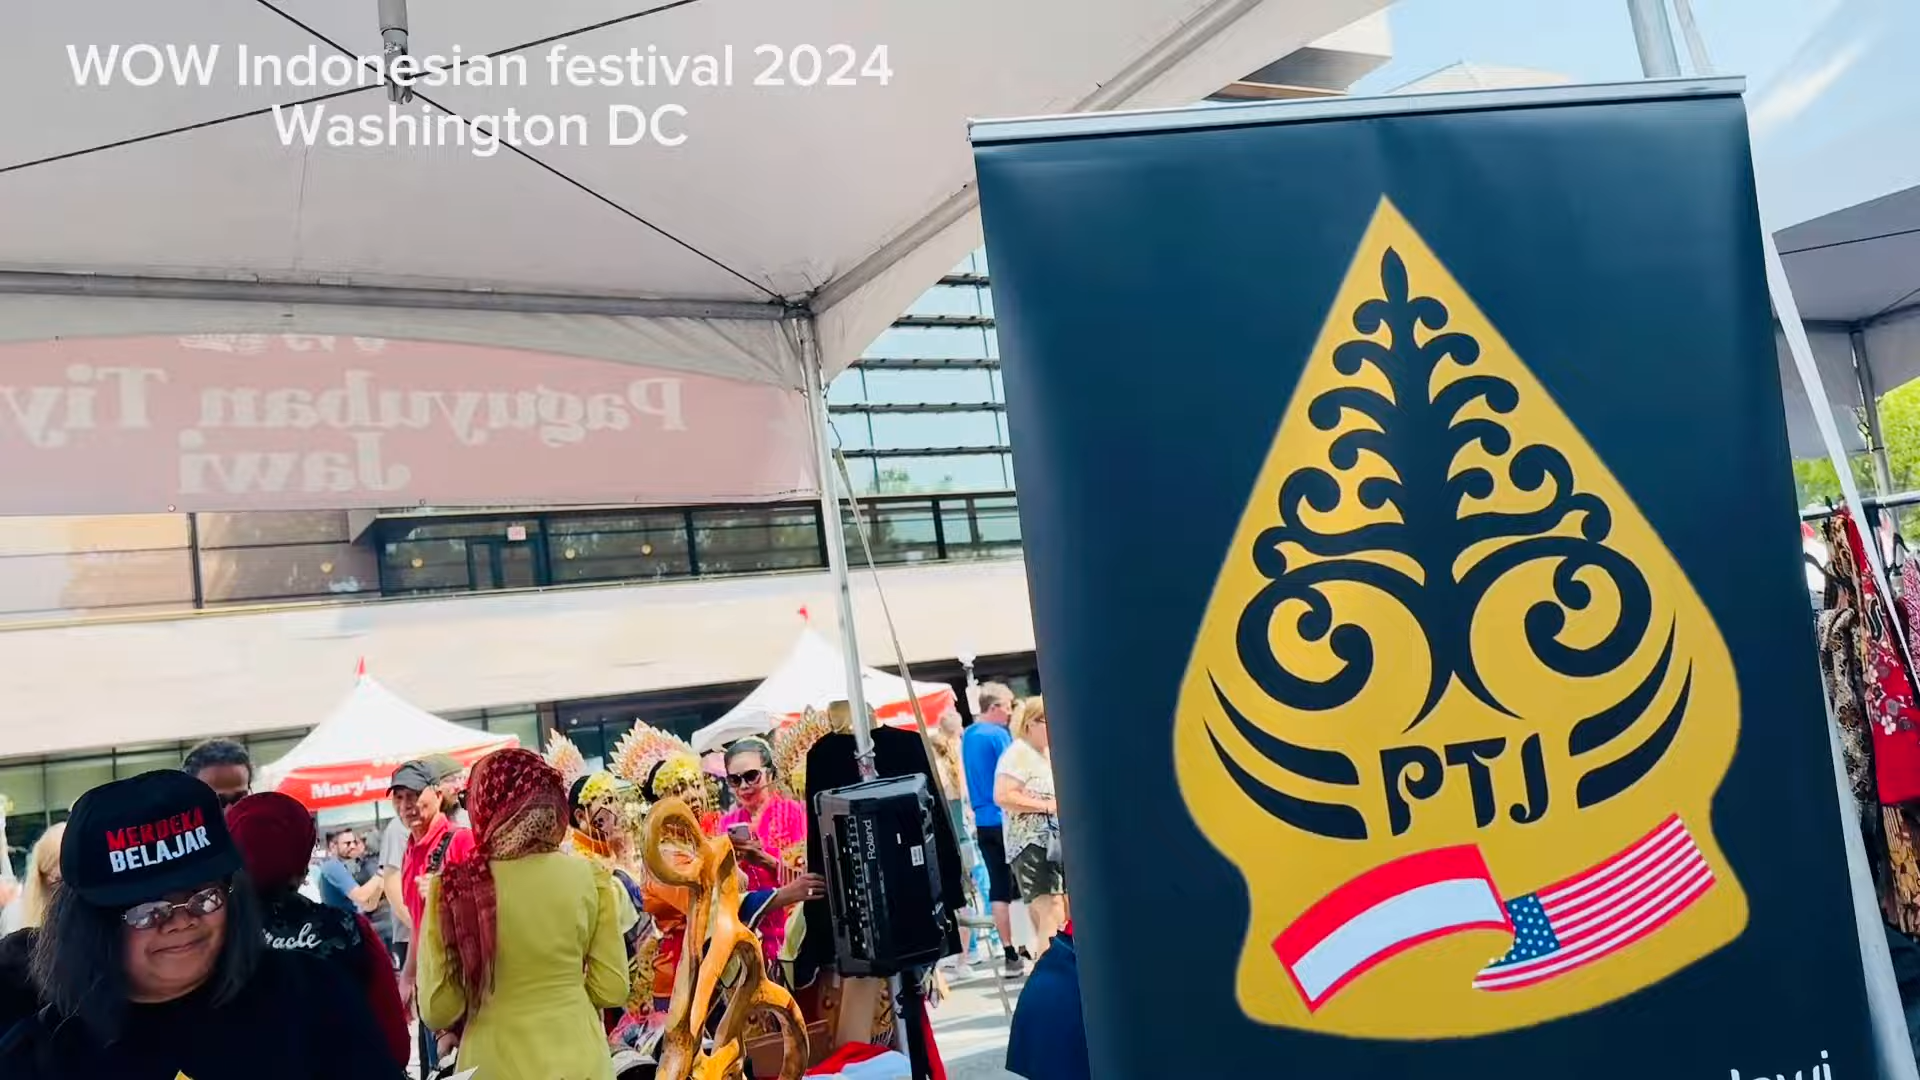 WOW Indonesian festival 2024
Washington DC
Paguyuban Tiy
Jawi
PTJ
MERDEKA
BELAJAR
Roland